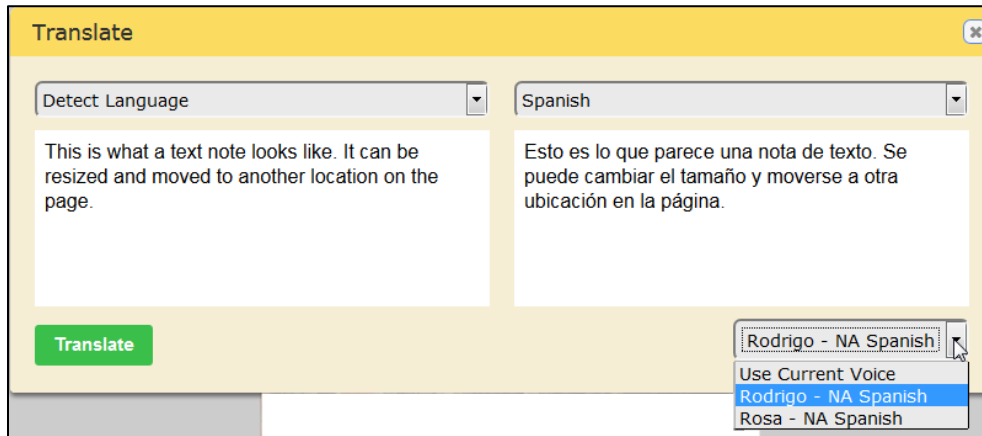 Translate
Detect Language
Spanish
This is what a text note looks like. It can be
resized and moved to another location on the
page.
Esto es lo que parece una nota de texto. Se
puede cambiar el tamaño y moverse a otra
ubicación en la página.
Translate
Rodrigo - NA Spanish
Use Current Voice
Rodrigo - NA Spanish
Rosa - NA Spanish